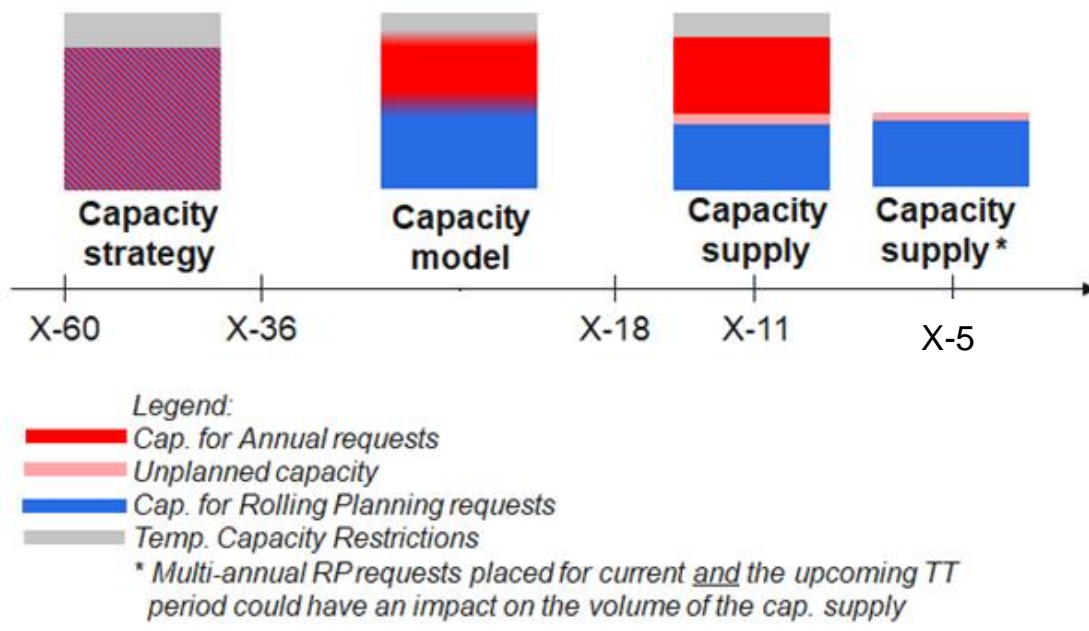 Capacity strategy
Capacity model
Capacity supply
Capacity supply *
X-60 X-36 X-18 X-11 X-5
Legend:
Cap. for Annual requests
Unplanned capacity
Cap. for Rolling Planning requests
Temp. Capacity Restrictions
* Multi-annual RP requests placed for current and the upcoming TT
period could have an impact on the volume of the cap. supply